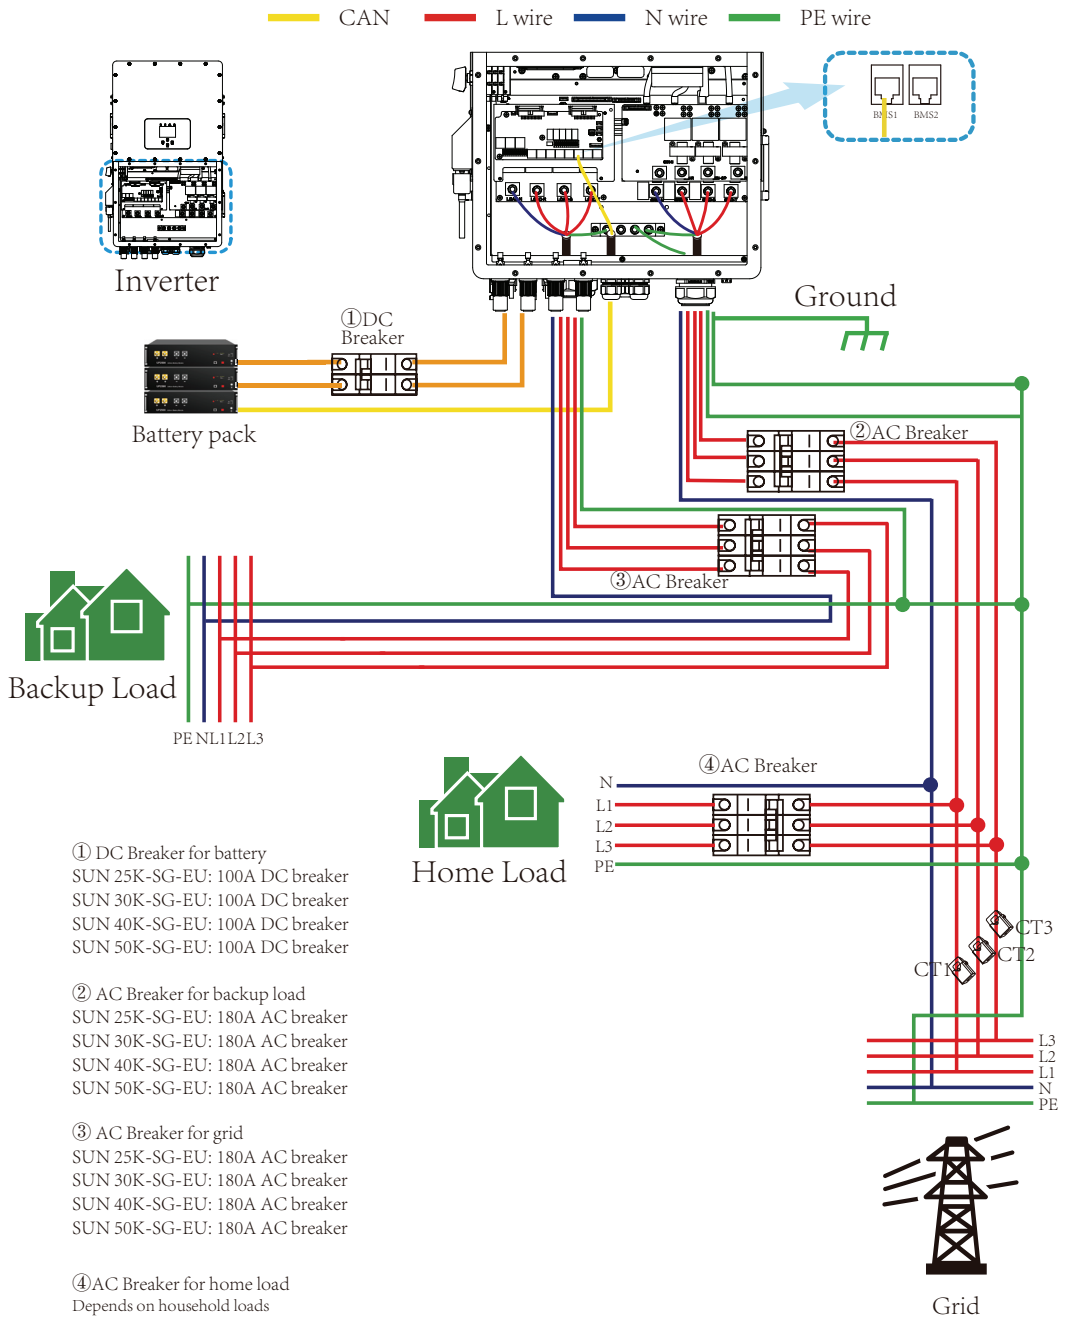 CAN L wire N wire PE wire
BMS1 BMS2
Inverter
Ground
①DC
Breaker
Battery pack
②AC Breaker
③AC Breaker
Backup Load
PE N L1 L2 L3
④AC Breaker
N
L1
L2
L3
PE
Home Load
CT3
CT2
CT1
L3
L2
L1
N
PE
Grid
① DC Breaker for battery
SUN 25K-SG-EU: 100A DC breaker
SUN 30K-SG-EU: 100A DC breaker
SUN 40K-SG-EU: 100A DC breaker
SUN 50K-SG-EU: 100A DC breaker
② AC Breaker for backup load
SUN 25K-SG-EU: 180A AC breaker
SUN 30K-SG-EU: 180A AC breaker
SUN 40K-SG-EU: 180A AC breaker
SUN 50K-SG-EU: 180A AC breaker
③ AC Breaker for grid
SUN 25K-SG-EU: 180A AC breaker
SUN 30K-SG-EU: 180A AC breaker
SUN 40K-SG-EU: 180A AC breaker
SUN 50K-SG-EU: 180A AC breaker
④AC Breaker for home load
Depends on household loads